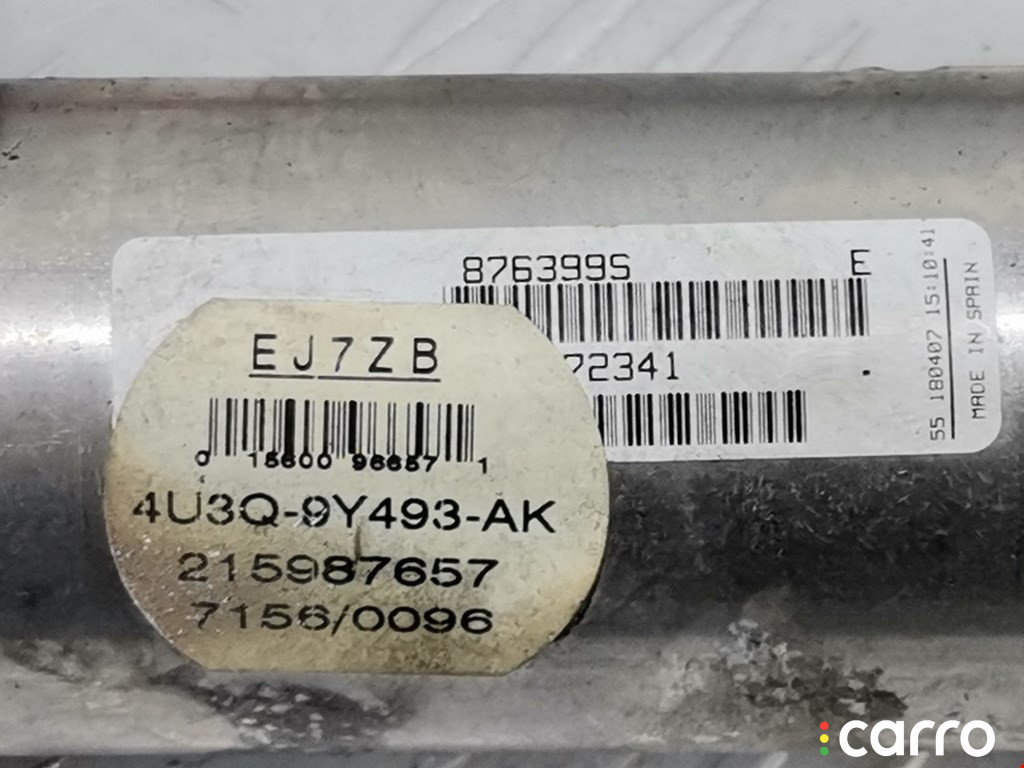 876399S E
72341
55 180407 15:10:41
MADE IN SPAIN
EJ7ZB
0 15600 96657 1
4U3Q-9Y493-AK
215987657
7156/0096
carro